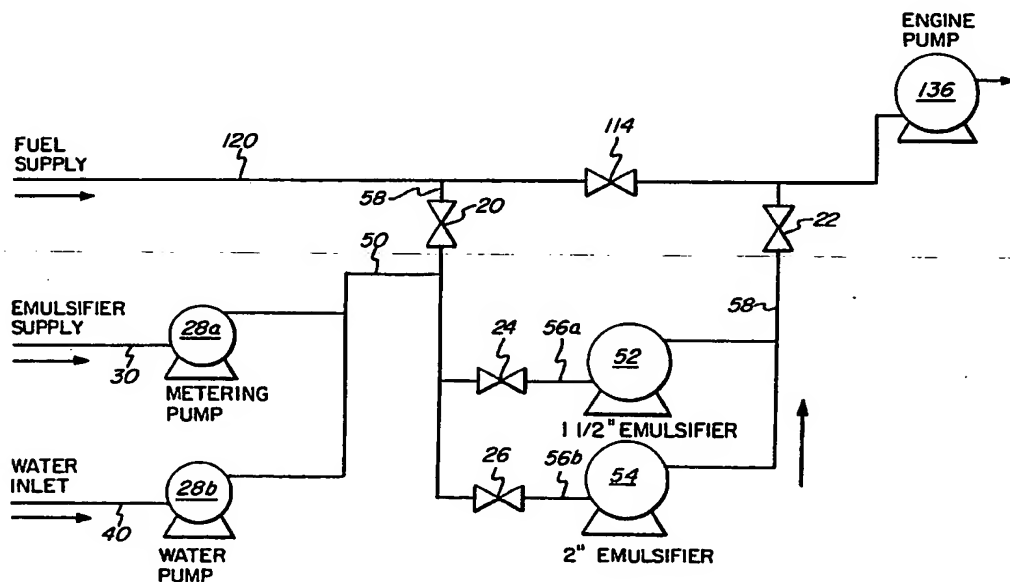 ENGINE
PUMP
136
FUEL
SUPPLY
120
114
58
20
22
50
EMULSIFIER
SUPPLY
28a
30
METERING
PUMP
24
56a
52
1 1/2" EMULSIFIER
58
WATER
INLET
28b
40
WATER
PUMP
26
56b
54
2" EMULSIFIER